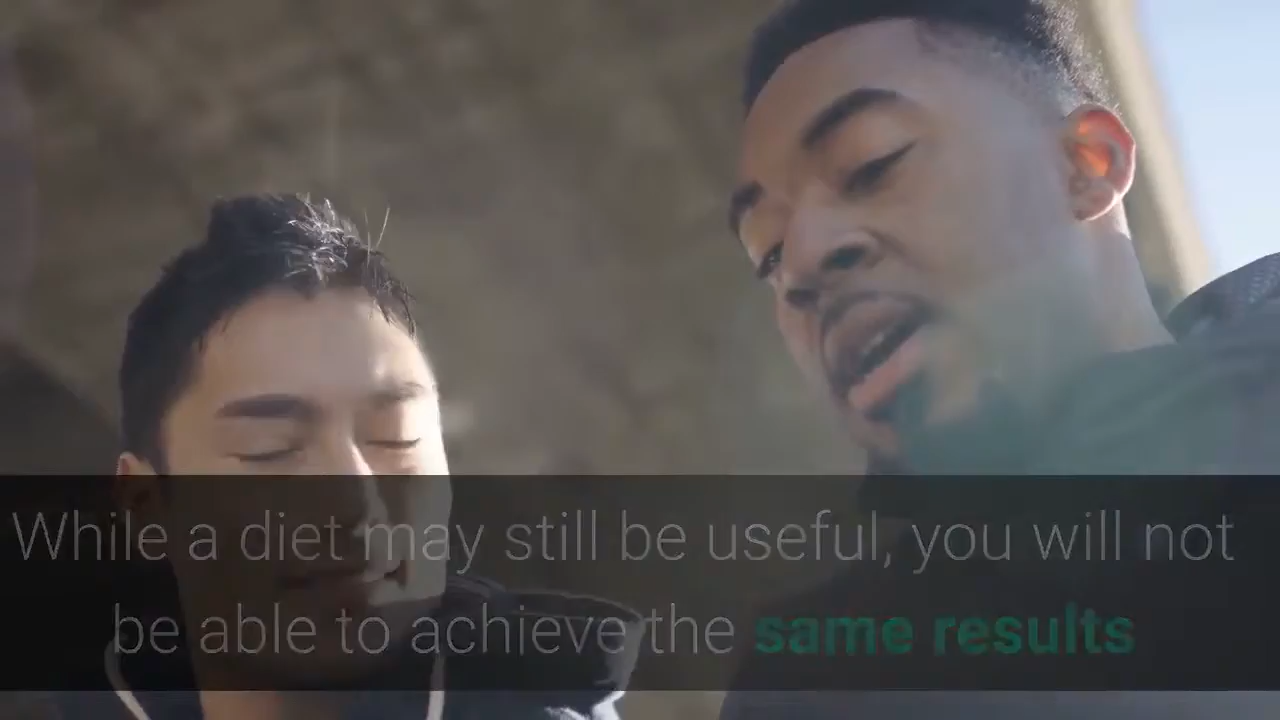 While a diet may still be useful, you will not
be able to achieve the same results